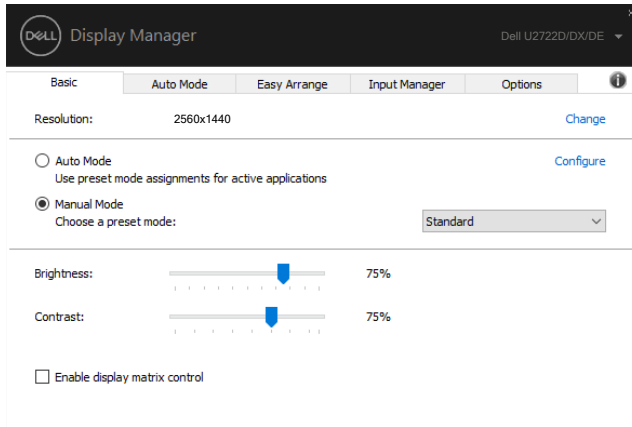 DELL Display Manager
Dell U2722D/DX/DE
Basic Auto Mode Easy Arrange Input Manager Options
Resolution: 2560x1440 Change
Auto Mode Configure
Use preset mode assignments for active applications
Manual Mode
Choose a preset mode: Standard
Brightness: 75%
Contrast: 75%
Enable display matrix control